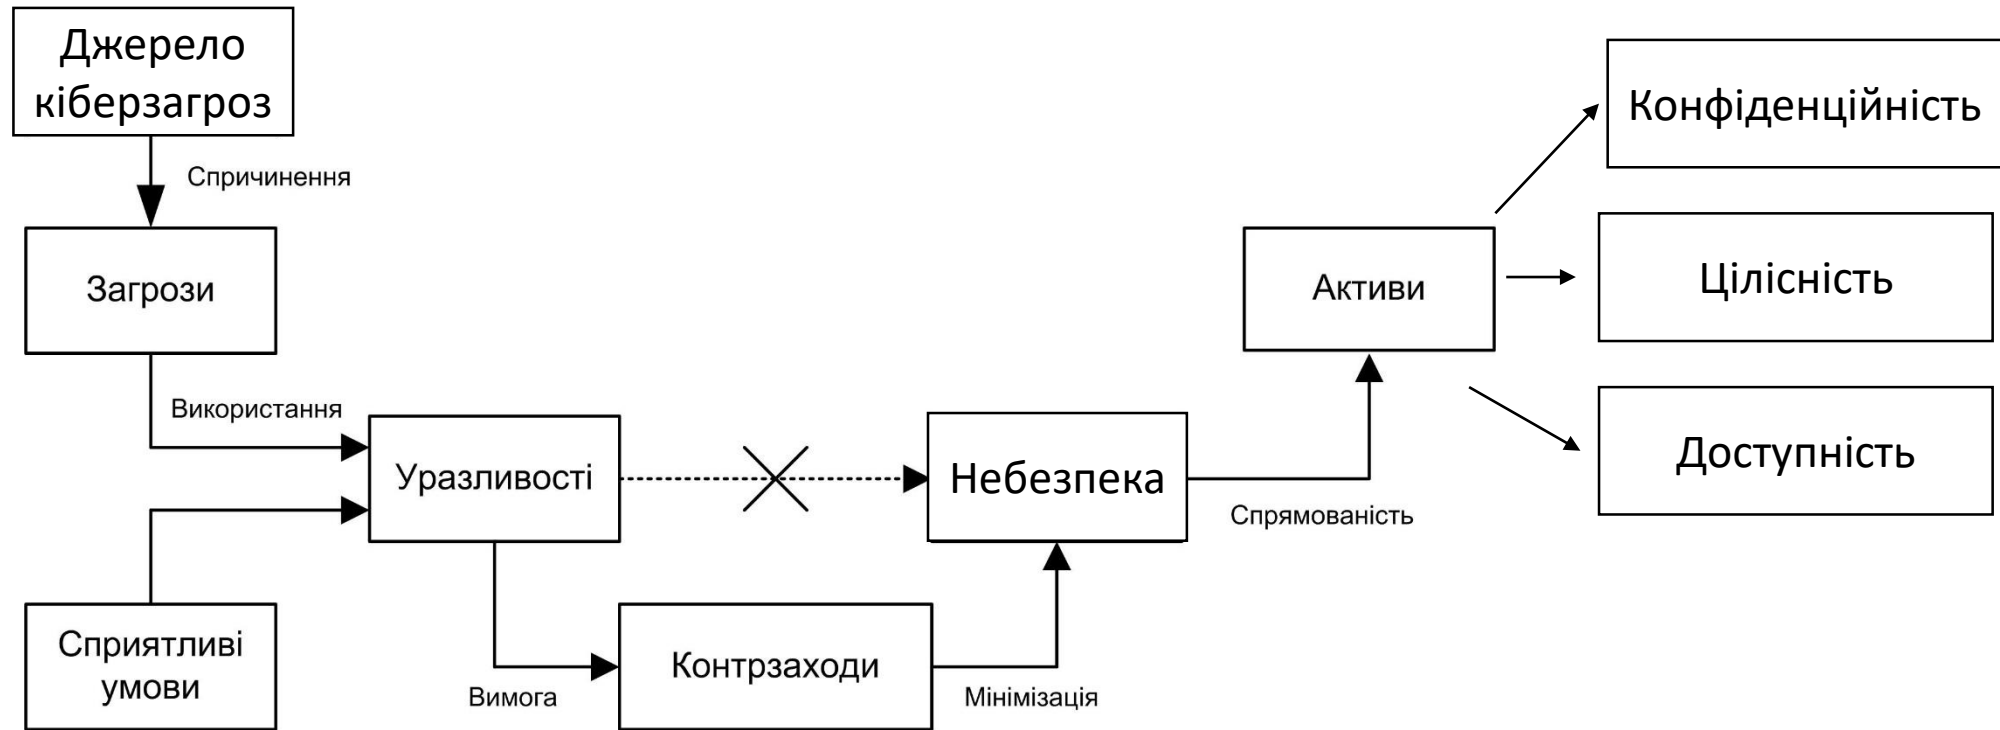 Джерело
кіберзагроз
Спричинення
Загрози
Використання
Уразливості
Сприятливі
умови
Вимога
Контрзаходи
Мінімізація
Небезпека
Спрямованість
Активи
Конфіденційність
Цілісність
Доступність